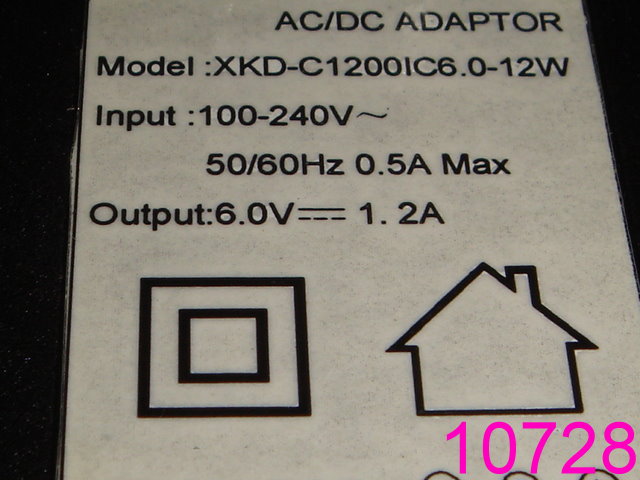 AC/DC ADAPTOR
Model :XKD-C1200IC6.0-12W
Input :100-240V~
50/60Hz 0.5A Max
Output:6.0V⎓ 1. 2A
10728